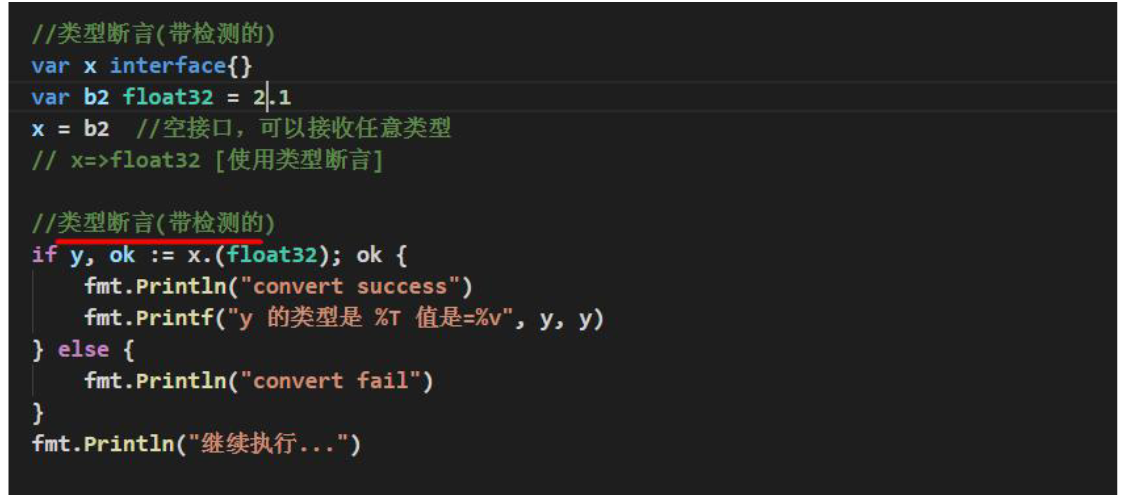 //类型断言(带检测的)
var x interface{}
var b2 float32 = 2.1
x = b2  //空接口，可以接收任意类型
// x=>float32 [使用类型断言]
//类型断言(带检测的)
if y, ok := x.(float32); ok {
    fmt.Println("convert success")
    fmt.Printf("y 的类型是 %T 值是=%v", y, y)
} else {
    fmt.Println("convert fail")
}
fmt.Println("继续执行...")